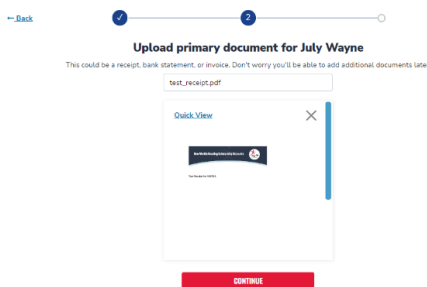 ← Back
2
Upload primary document for July Wayne
This could be a receipt, bank statement, or invoice. Don't worry you'll be able to add additional documents late
test_receipt.pdf
Quick View
CONTINUE